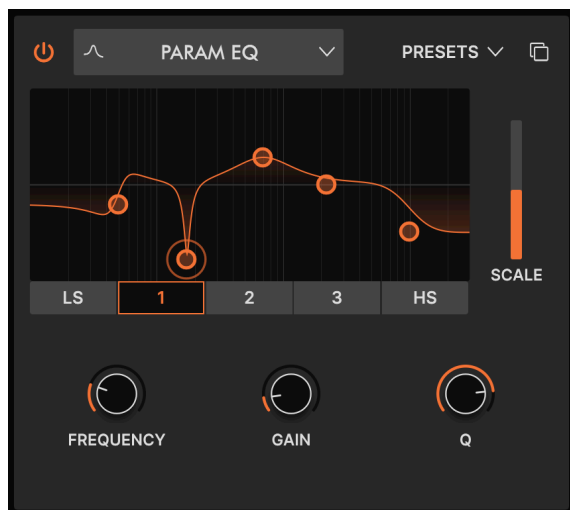 PARAM EQ PRESETS
SCALE
LS 1 2 3 HS
FREQUENCY GAIN Q